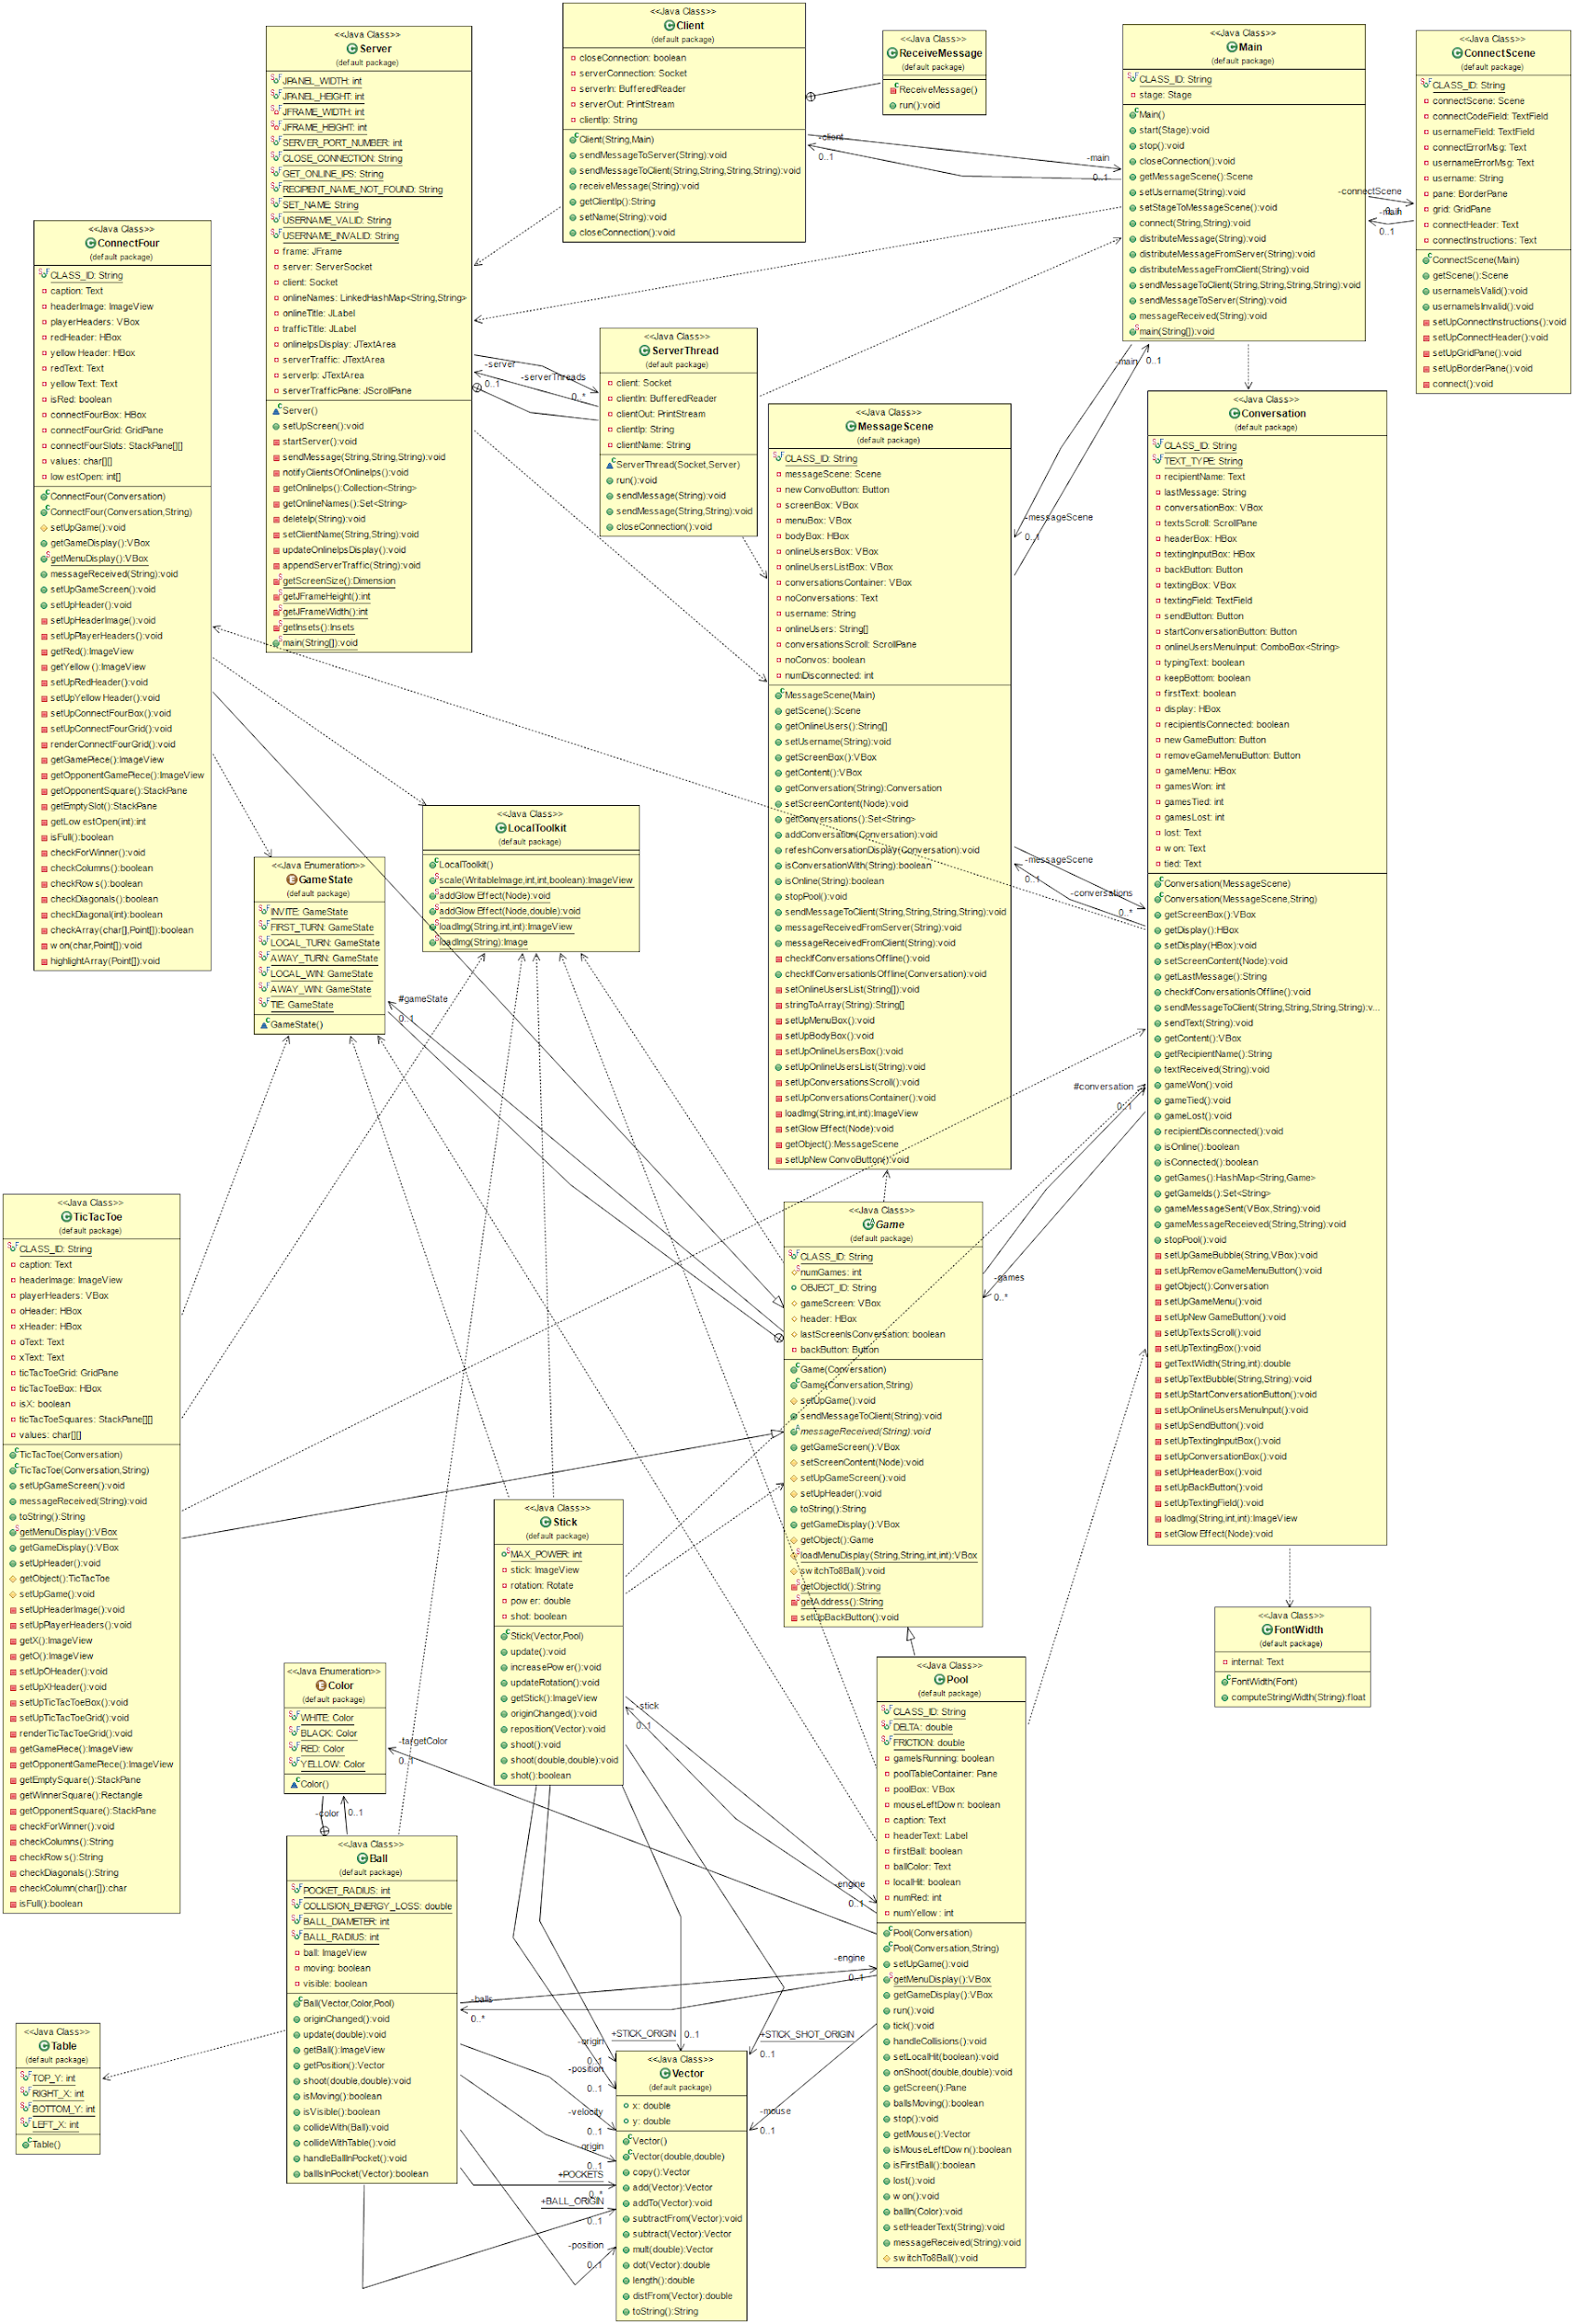 <<Java Class>>
Server
(default package)
JPANEL_WIDTH: int
JPANEL_HEIGHT: int
JFRAME_WIDTH: int
JFRAME_HEIGHT: int
SERVER_PORT_NUMBER: int
CLOSE_CONNECTION: String
GET_ONLINE_IPS: String
RECIPIENT_NAME_NOT_FOUND: String
SET_NAME: String
USERNAME_VALID: String
USERNAME_INVALID: String
frame: JFrame
server: ServerSocket
client: Socket
onlineNames: LinkedHashMap<String,String>
onlineTitle: JLabel
trafficTitle: JLabel
onlineIpsDisplay: JTextArea
serverTraffic: JTextArea
serverIp: JTextArea
serverTrafficPane: JScrollPane
Server()
setUpScreen():void
startServer():void
sendMessage(String,String,String):void
notifyClientsOfOnlineIps():void
getOnlineIps():Collection<String>
getOnlineNames():Set<String>
deleteIp(String):void
setClientName(String,String):void
updateOnlineIpsDisplay():void
appendServerTraffic(String):void
getScreenSize():Dimension
getJFrameHeight():int
getJFrameWidth():int
getInsets():Insets
main(String[]):void
<<Java Class>>
Client
(default package)
closeConnection: boolean
serverConnection: Socket
serverIn: BufferedReader
serverOut: PrintStream
clientIp: String
Client(String,Main)
sendMessageToServer(String):void
sendMessageToClient(String,String,String,String):void
receiveMessage(String):void
getClientIp():String
setName(String):void
closeConnection():void
<<Java Class>>
ReceiveMessage
(default package)
ReceiveMessage()
run():void
-client
0..1
-main
0..1
<<Java Class>>
Main
(default package)
CLASS_ID: String
stage: Stage
Main()
start(Stage):void
stop():void
closeConnection():void
getMessageScene():Scene
setUsername(String):void
setStageToMessageScene():void
connect(String,String):void
distributeMessage(String):void
distributeMessageFromServer(String):void
distributeMessageFromClient(String):void
sendMessageToClient(String,String,String,String):void
sendMessageToServer(String):void
messageReceived(String):void
main(String[]):void
-connectScene
-main
0..1
<<Java Class>>
ConnectScene
(default package)
CLASS_ID: String
connectScene: Scene
connectCodeField: TextField
usernameField: TextField
connectErrorMsg: Text
usernameErrorMsg: Text
username: String
pane: BorderPane
grid: GridPane
connectHeader: Text
connectInstructions: Text
ConnectScene(Main)
getScene():Scene
usernameIsValid():void
usernameIsInvalid():void
setUpConnectInstructions():void
setUpConnectHeader():void
setUpGridPane():void
setUpBorderPane():void
connect():void
<<Java Class>>
ConnectFour
(default package)
CLASS_ID: String
caption: Text
headerImage: ImageView
playerHeaders: VBox
redHeader: HBox
yellowHeader: HBox
redText: Text
yellowText: Text
isRed: boolean
connectFourBox: HBox
connectFourGrid: GridPane
connectFourSlots: StackPane[][]
values: char[][]
lowestOpen: int[]
ConnectFour(Conversation)
ConnectFour(Conversation,String)
setUpGame():void
getGameDisplay():VBox
getMenuDisplay():VBox
messageReceived(String):void
setUpGameScreen():void
setUpHeader():void
setUpHeaderImage():void
setUpPlayerHeaders():void
getRed():ImageView
getYellow():ImageView
setUpRedHeader():void
setUpYellowHeader():void
setUpConnectFourBox():void
setUpConnectFourGrid():void
renderConnectFourGrid():void
getGamePiece():ImageView
getOpponentGamePiece():ImageView
getOpponentSquare():StackPane
getEmptySlot():StackPane
getLowestOpen(int):int
isFull():boolean
checkForWinner():void
checkColumns():boolean
checkRows():boolean
checkDiagonals():boolean
checkDiagonal(int):boolean
checkArray(char[],Point[]):boolean
won(char,Point[]):void
highlightArray(Point[]):void
-server
0..1
-serverThreads
0..*
<<Java Class>>
ServerThread
(default package)
client: Socket
clientIn: BufferedReader
clientOut: PrintStream
clientIp: String
clientName: String
ServerThread(Socket,Server)
run():void
sendMessage(String):void
sendMessage(String,String):void
closeConnection():void
-main
0..1
-messageScene
0..1
<<Java Class>>
MessageScene
(default package)
CLASS_ID: String
messageScene: Scene
newConvoButton: Button
screenBox: VBox
menuBox: VBox
bodyBox: HBox
onlineUsersBox: VBox
onlineUsersListBox: VBox
conversationsContainer: VBox
noConversations: Text
username: String
onlineUsers: String[]
conversationsScroll: ScrollPane
noConvos: boolean
numDisconnected: int
MessageScene(Main)
getScene():Scene
getOnlineUsers():String[]
setUsername(String):void
getScreenBox():VBox
getContent():VBox
getConversation(String):Conversation
setScreenContent(Node):void
getConversations():Set<String>
addConversation(Conversation):void
refeshConversationDisplay(Conversation):void
isConversationWith(String):boolean
isOnline(String):boolean
stopPool():void
sendMessageToClient(String,String,String,String):void
messageReceivedFromServer(String):void
messageReceivedFromClient(String):void
checkIfConversationsOffline():void
checkIfConversationIsOffline(Conversation):void
setOnlineUsersList(String[]):void
stringToArray(String):String[]
setUpMenuBox():void
setUpBodyBox():void
setUpOnlineUsersBox():void
setUpOnlineUsersList(String):void
setUpConversationsScroll():void
setUpConversationsContainer():void
loadImg(String,int,int):ImageView
setGlowEffect(Node):void
getObject():MessageScene
setUpNewConvoButton():void
-messageScene
0..1
-conversations
0..*
<<Java Class>>
Conversation
(default package)
CLASS_ID: String
TEXT_TYPE: String
recipientName: Text
lastMessage: String
conversationBox: VBox
textsScroll: ScrollPane
headerBox: HBox
textingInputBox: HBox
backButton: Button
textingBox: VBox
textingField: TextField
sendButton: Button
startConversationButton: Button
onlineUsersMenuInput: ComboBox<String>
typingText: boolean
keepBottom: boolean
firstText: boolean
display: HBox
recipientIsConnected: boolean
newGameButton: Button
removeGameMenuButton: Button
gameMenu: HBox
gamesWon: int
gamesTied: int
gamesLost: int
lost: Text
won: Text
tied: Text
Conversation(MessageScene)
Conversation(MessageScene,String)
getScreenBox():VBox
getDisplay():HBox
setDisplay(HBox):void
setScreenContent(Node):void
getLastMessage():String
checkIfConversationIsOffline():void
sendMessageToClient(String,String,String,String):v...
sendText(String):void
getContent():VBox
getRecipientName():String
textReceived(String):void
gameWon():void
gameTied():void
gameLost():void
recipientDisconnected():void
isOnline():boolean
isConnected():boolean
getGames():HashMap<String,Game>
getGameIds():Set<String>
gameMessageSent(VBox,String):void
gameMessageReceieved(String,String):void
stopPool():void
setUpGameBubble(String,VBox):void
setUpRemoveGameMenuButton():void
getObject():Conversation
setUpGameMenu():void
setUpNewGameButton():void
setUpTextsScroll():void
setUpTextingBox():void
getTextWidth(String,int):double
setUpTextBubble(String,String):void
setUpStartConversationButton():void
setUpOnlineUsersMenuInput():void
setUpSendButton():void
setUpTextingInputBox():void
setUpConversationBox():void
setUpHeaderBox():void
setUpBackButton():void
setUpTextingField():void
loadImg(String,int,int):ImageView
setGlowEffect(Node):void
<<Java Class>>
LocalToolkit
(default package)
LocalToolkit()
scale(WritableImage,int,int,boolean):ImageView
addGlowEffect(Node):void
addGlowEffect(Node,double):void
loadImg(String,int,int):ImageView
loadImg(String):Image
<<Java Enumeration>>
GameState
(default package)
INVITE: GameState
FIRST_TURN: GameState
LOCAL_TURN: GameState
AWAY_TURN: GameState
LOCAL_WIN: GameState
AWAY_WIN: GameState
TIE: GameState
GameState()
#gameState
0..1
#conversation
0..1
-games
0..*
<<Java Class>>
Game
(default package)
CLASS_ID: String
numGames: int
OBJECT_ID: String
gameScreen: VBox
header: HBox
lastScreenIsConversation: boolean
backButton: Button
Game(Conversation)
Game(Conversation,String)
setUpGame():void
sendMessageToClient(String):void
messageReceived(String):void
getGameScreen():VBox
setScreenContent(Node):void
setUpGameScreen():void
setUpHeader():void
toString():String
getGameDisplay():VBox
getObject():Game
loadMenuDisplay(String,String,int,int):VBox
switchTo8Ball():void
getObjectId():String
getAddress():String
setUpBackButton():void
<<Java Class>>
TicTacToe
(default package)
CLASS_ID: String
caption: Text
headerImage: ImageView
playerHeaders: VBox
oHeader: HBox
xHeader: HBox
oText: Text
xText: Text
ticTacToeGrid: GridPane
ticTacToeBox: HBox
isX: boolean
ticTacToeSquares: StackPane[][]
values: char[][]
TicTacToe(Conversation)
TicTacToe(Conversation,String)
setUpGameScreen():void
messageReceived(String):void
toString():String
getMenuDisplay():VBox
getGameDisplay():VBox
setUpHeader():void
getObject():TicTacToe
setUpGame():void
setUpHeaderImage():void
setUpPlayerHeaders():void
getX():ImageView
getO():ImageView
setUpOHeader():void
setUpXHeader():void
setUpTicTacToeBox():void
setUpTicTacToeGrid():void
renderTicTacToeGrid():void
getGamePiece():ImageView
getOpponentGamePiece():ImageView
getEmptySquare():StackPane
getWinnerSquare():Rectangle
getOpponentSquare():StackPane
checkForWinner():void
checkColumns():String
checkRows():String
checkDiagonals():String
checkColumn(char[]):char
isFull():boolean
<<Java Class>>
Stick
(default package)
MAX_POWER: int
stick: ImageView
rotation: Rotate
power: double
shot: boolean
Stick(Vector,Pool)
update():void
increasePower():void
updateRotation():void
getStick():ImageView
originChanged():void
reposition(Vector):void
shoot():void
shoot(double,double):void
shot():boolean
<<Java Class>>
FontWidth
(default package)
internal: Text
FontWidth(Font)
computeStringWidth(String):float
<<Java Enumeration>>
Color
(default package)
WHITE: Color
BLACK: Color
RED: Color
YELLOW: Color
Color()
-targetColor
0..1
-stick
0..1
-color
0..1
<<Java Class>>
Pool
(default package)
CLASS_ID: String
DELTA: double
FRICTION: double
gameIsRunning: boolean
poolTableContainer: Pane
poolBox: VBox
mouseLeftDown: boolean
caption: Text
headerText: Label
firstBall: boolean
ballColor: Text
localHit: boolean
numRed: int
numYellow: int
Pool(Conversation)
Pool(Conversation,String)
setUpGame():void
getMenuDisplay():VBox
getGameDisplay():VBox
run():void
tick():void
handleCollisions():void
setLocalHit(boolean):void
onShoot(double,double):void
getScreen():Pane
ballsMoving():boolean
stop():void
getMouse():Vector
isMouseLeftDown():boolean
isFirstBall():boolean
lost():void
won():void
ballIn(Color):void
setHeaderText(String):void
messageReceived(String):void
switchTo8Ball():void
<<Java Class>>
Ball
(default package)
POCKET_RADIUS: int
COLLISION_ENERGY_LOSS: double
BALL_DIAMETER: int
BALL_RADIUS: int
ball: ImageView
moving: boolean
visible: boolean
Ball(Vector,Color,Pool)
originChanged():void
update(double):void
getBall():ImageView
getPosition():Vector
shoot(double,double):void
isMoving():boolean
isVisible():boolean
collideWith(Ball):void
collideWithTable():void
handleBallInPocket():void
ballIsInPocket(Vector):boolean
-engine
0..1
-engine
0..1
-balls
0..*
<<Java Class>>
Table
(default package)
TOP_Y: int
RIGHT_X: int
BOTTOM_Y: int
LEFT_X: int
Table()
-origin
0..1
+STICK_ORIGIN
0..1
+STICK_SHOT_ORIGIN
0..1
-position
0..1
-velocity
0..1
-origin
0..1
+POCKETS
0..*
+BALL_ORIGIN
0..1
-position
0..1
-mouse
0..1
<<Java Class>>
Vector
(default package)
x: double
y: double
Vector()
Vector(double,double)
copy():Vector
add(Vector):Vector
addTo(Vector):void
subtractFrom(Vector):void
subtract(Vector):Vector
mult(double):Vector
dot(Vector):double
length():double
distFrom(Vector):double
toString():String